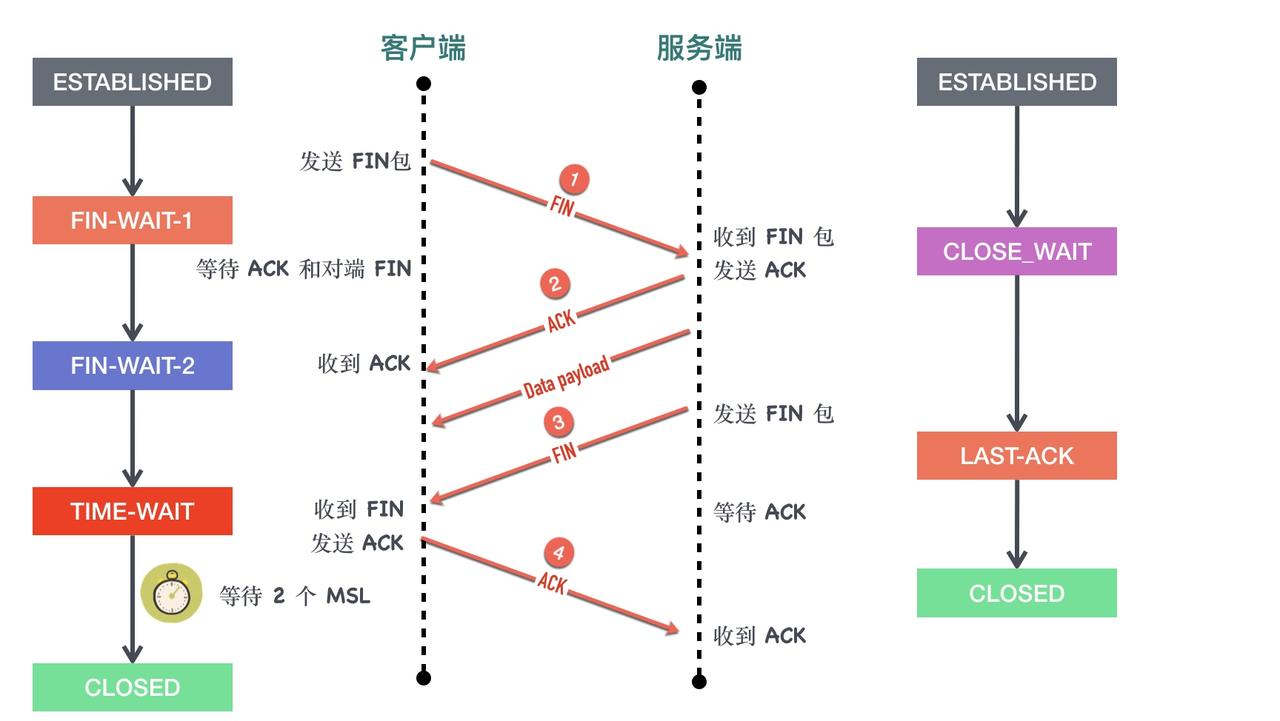 客户端
服务端
ESTABLISHED
ESTABLISHED
发送 FIN包
1
FIN
FIN-WAIT-1
收到 FIN 包
CLOSE_WAIT
等待 ACK 和对端 FIN
发送 ACK
2
ACK
收到 ACK
FIN-WAIT-2
Data payload
发送 FIN 包
3
FIN
LAST-ACK
TIME-WAIT
收到 FIN
等待 ACK
发送 ACK
4
ACK
等待 2 个 MSL
CLOSED
收到 ACK
CLOSED